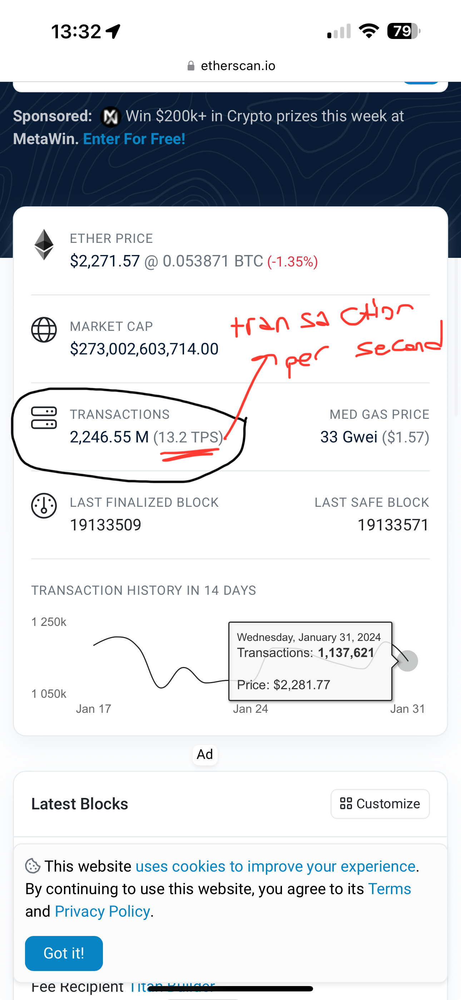 13:32
79
etherscan.io
Sponsored: Win $200k+ in Crypto prizes this week at
MetaWin. Enter For Free!
ETHER PRICE
$2,271.57 @ 0.053871 BTC (-1.35%)
transaction
MARKET CAP
per second
$273,002,603,714.00
TRANSACTIONS MED GAS PRICE
2,246.55 M (13.2 TPS) 33 Gwei ($1.57)
LAST FINALIZED BLOCK LAST SAFE BLOCK
19133509 19133571
TRANSACTION HISTORY IN 14 DAYS
1 250k
Wednesday, January 31, 2024
Transactions: 1,137,621
Price: $2,281.77
1 050k
Jan 17 Jan 24 Jan 31
Ad
Latest Blocks Customize
This website uses cookies to improve your experience.
By continuing to use this website, you agree to its Terms
and Privacy Policy.
Got it!
Fee Recipient Titan Builder